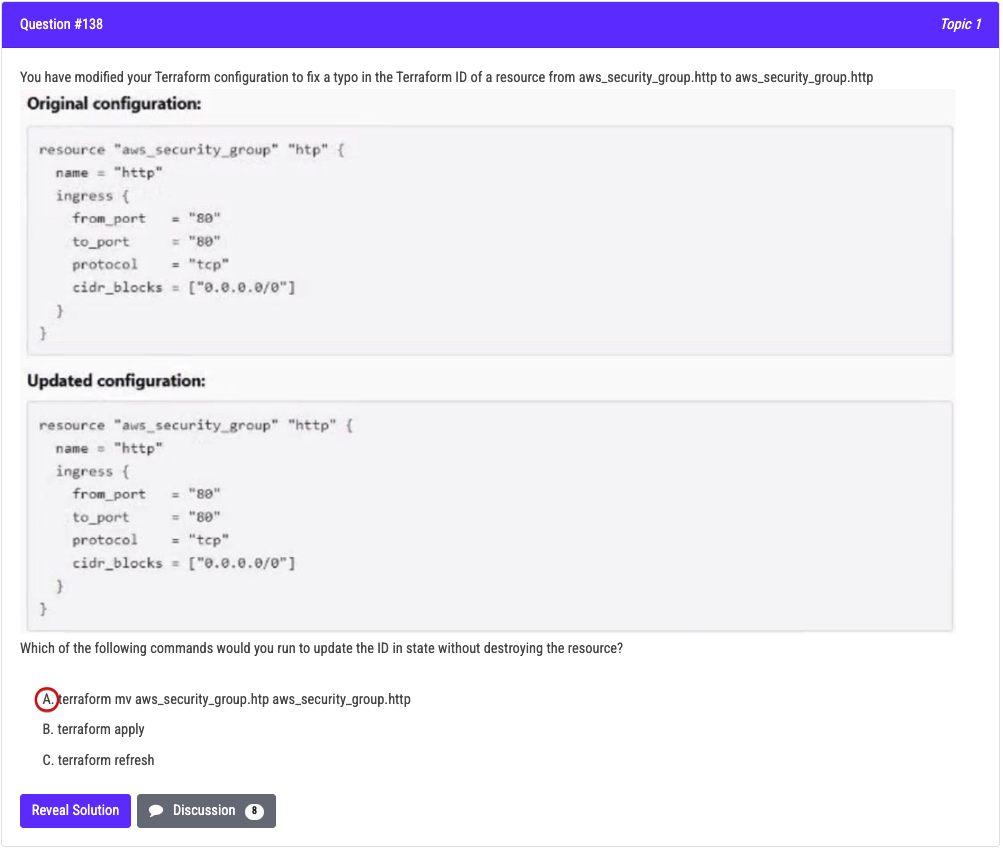 Question #138
Topic 1
You have modified your Terraform configuration to fix a typo in the Terraform ID of a resource from aws_security_group.http to aws_security_group.http
Original configuration:
resource "aws_security_group" "htp" {
name = "http"
ingress {
from_port = "80"
to_port = "80"
protocol = "tcp"
cidr_blocks = ["0.0.0.0/0"]
}
}
Updated configuration:
resource "aws_security_group" "http" {
name = "http"
ingress {
from_port = "80"
to_port = "80"
protocol = "tcp"
cidr_blocks = ["0.0.0.0/0"]
}
}
Which of the following commands would you run to update the ID in state without destroying the resource?
A. terraform mv aws_security_group.htp aws_security_group.http
B. terraform apply
C. terraform refresh
Reveal Solution
Discussion 8